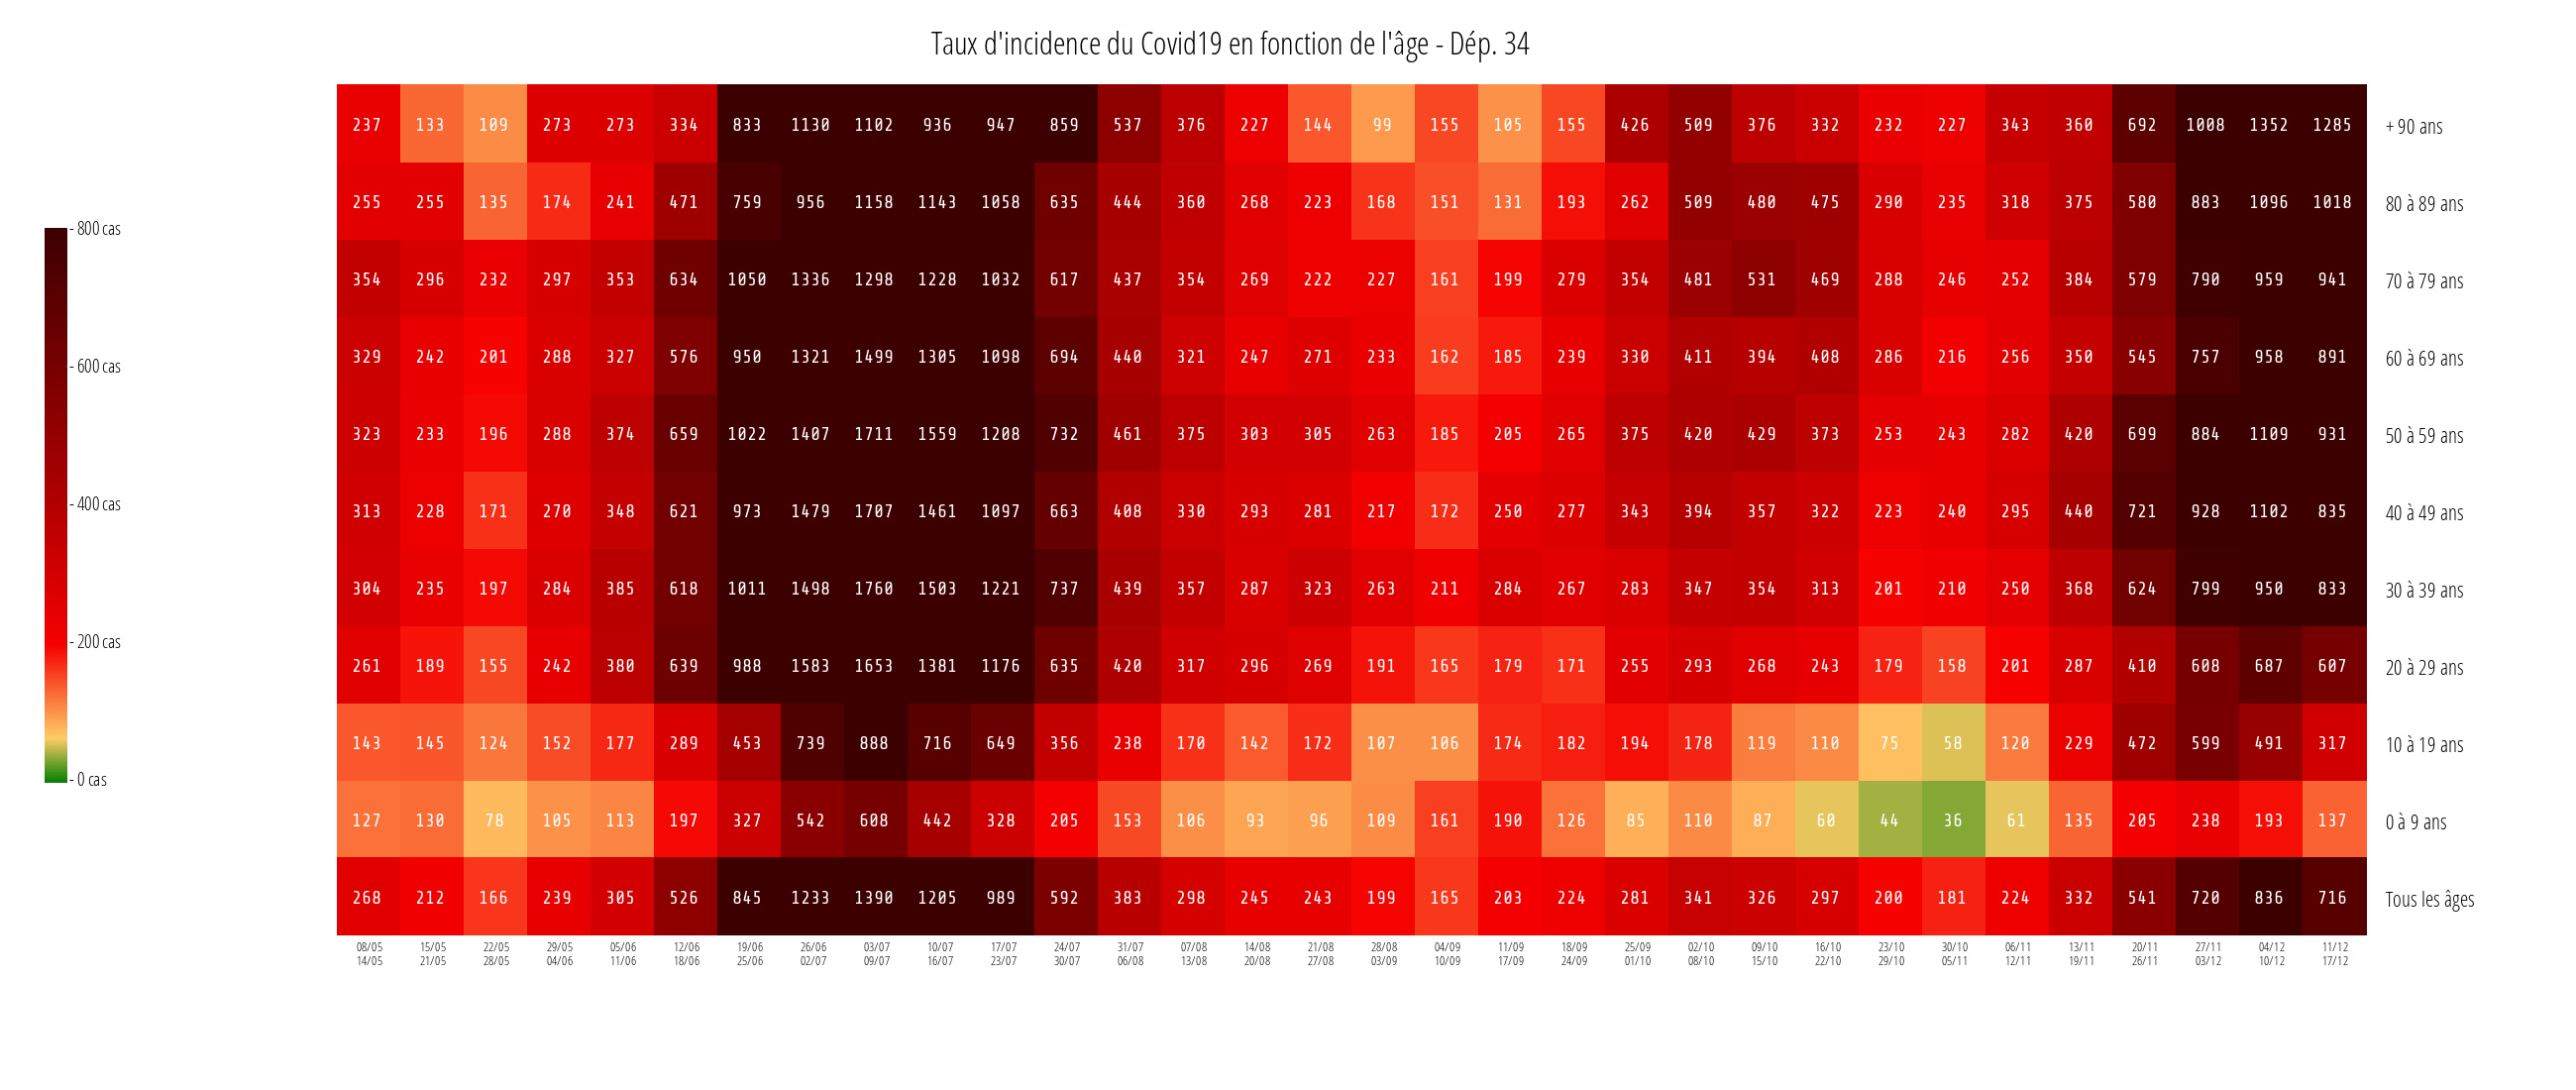 Taux d'incidence du Covid19 en fonction de l'âge - Dép. 34
- 800 cas
- 600 cas
- 400 cas
- 200 cas
- 0 cas
237 133 109 273 273 334 833 1130 1102 936 947 859 537 376 227 144 99 155 105 155 426 509 376 332 232 227 343 360 692 1008 1352 1285 + 90 ans
255 255 135 174 241 471 759 956 1158 1143 1058 635 444 360 268 223 168 151 131 193 262 509 480 475 290 235 318 375 580 883 1096 1018 80 à 89 ans
354 296 232 297 353 634 1050 1336 1298 1228 1032 617 437 354 269 222 227 161 199 279 354 481 531 469 288 246 252 384 579 790 959 941 70 à 79 ans
329 242 201 288 327 576 950 1321 1499 1305 1098 694 440 321 247 271 233 162 185 239 330 411 394 408 286 216 256 350 545 757 958 891 60 à 69 ans
323 233 196 288 374 659 1022 1407 1711 1559 1208 732 461 375 303 305 263 185 205 265 375 420 429 373 253 243 282 420 699 884 1109 931 50 à 59 ans
313 228 171 270 348 621 973 1479 1707 1461 1097 663 408 330 293 281 217 172 250 277 343 394 357 322 223 240 295 440 721 928 1102 835 40 à 49 ans
304 235 197 284 385 618 1011 1498 1760 1503 1221 737 439 357 287 323 263 211 284 267 283 347 354 313 201 210 250 368 624 799 950 833 30 à 39 ans
261 189 155 242 380 639 988 1583 1653 1381 1176 635 420 317 296 269 191 165 179 171 255 293 268 243 179 158 201 287 410 608 687 607 20 à 29 ans
143 145 124 152 177 289 453 739 888 716 649 356 238 170 142 172 107 106 174 182 194 178 119 110 75 58 120 229 472 599 491 317 10 à 19 ans
127 130 78 105 113 197 327 542 608 442 328 205 153 106 93 96 109 161 190 126 85 110 87 60 44 36 61 135 205 238 193 137 0 à 9 ans
268 212 166 239 305 526 845 1233 1390 1205 989 592 383 298 245 243 199 165 203 224 281 341 326 297 200 181 224 332 541 720 836 716 Tous les âges
08/05 15/05 22/05 29/05 05/06 12/06 19/06 26/06 03/07 10/07 17/07 24/07 31/07 07/08 14/08 21/08 28/08 04/09 11/09 18/09 25/09 02/10 09/10 16/10 23/10 30/10 06/11 13/11 20/11 27/11 04/12 11/12
14/05 21/05 28/05 04/06 11/06 18/06 25/06 02/07 09/07 16/07 23/07 30/07 06/08 13/08 20/08 27/08 03/09 10/09 17/09 24/09 01/10 08/10 15/10 22/10 29/10 05/11 12/11 19/11 26/11 03/12 10/12 17/12